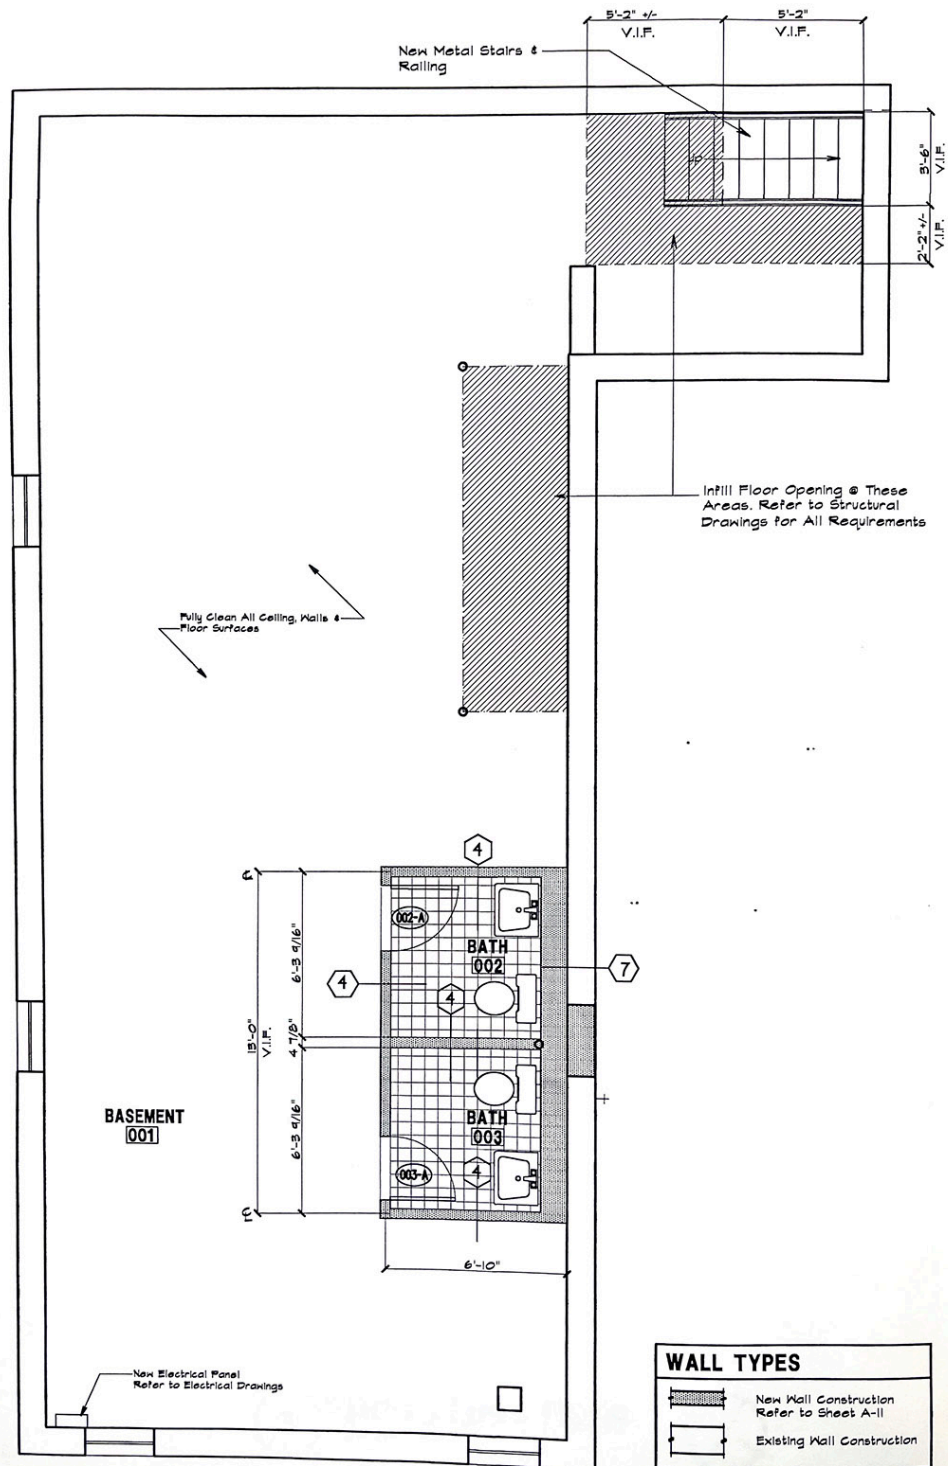 5'-2" +/-
V.I.F.
5'-2"
V.I.F.
New Metal Stairs &
Railing
Up
3'-6"
V.I.F.
2'-2" +/-
V.I.F.
Infill Floor Opening @ These
Areas. Refer to Structural
Drawings for All Requirements
Fully Clean All Ceiling, Walls &
Floor Surfaces
4
002-A
BATH
002
7
4
4
6'-3 9/16"
13'-0"
V.I.F.
4 7/8"
6'-3 9/16"
BASEMENT
001
BATH
003
003-A
4
6'-10"
New Electrical Panel
Refer to Electrical Drawings
WALL TYPES
New Wall Construction
Refer to Sheet A-11
Existing Wall Construction